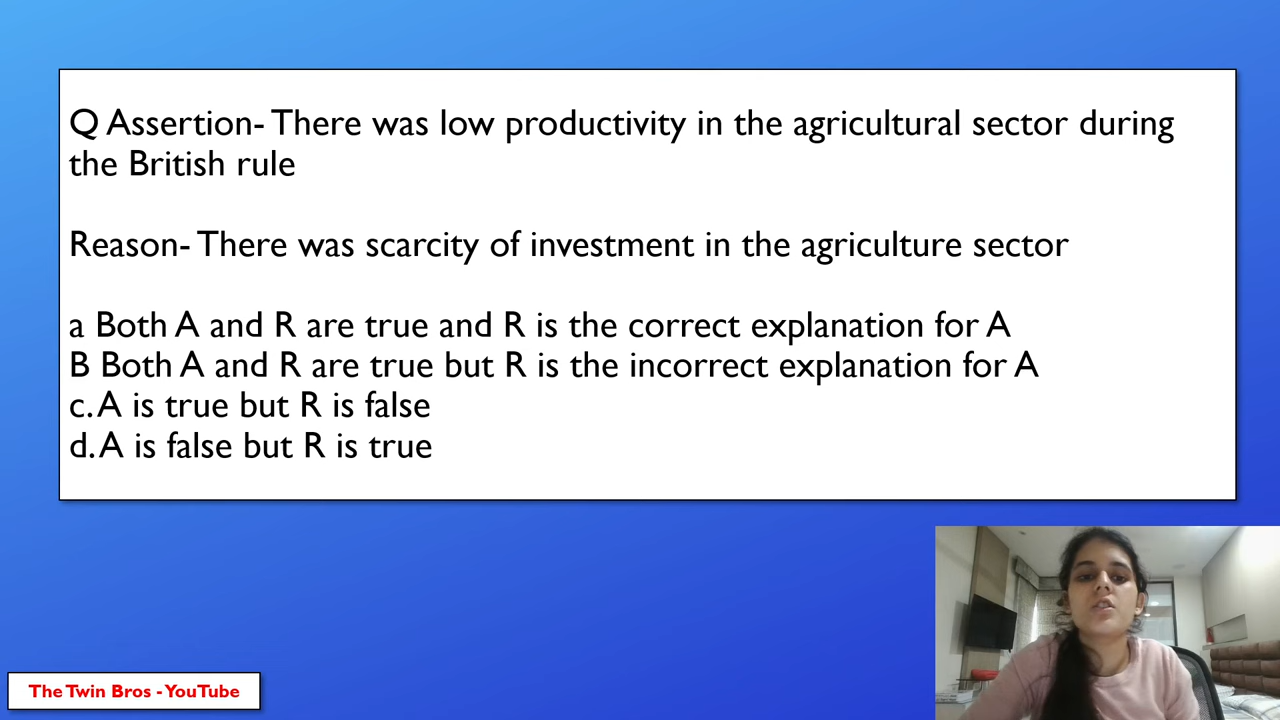 Q Assertion- There was low productivity in the agricultural sector during
the British rule
Reason- There was scarcity of investment in the agriculture sector
a Both A and R are true and R is the correct explanation for A
B Both A and R are true but R is the incorrect explanation for A
c. A is true but R is false
d. A is false but R is true
The Twin Bros - YouTube